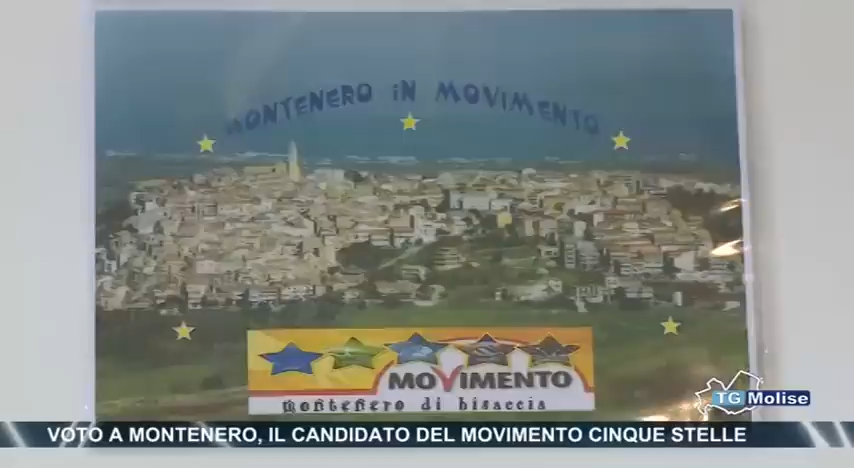 MONTENERO iN MOVIMENTO
MOVIMENTO
montenero di bisaccia
TG Molise
VOTO A MONTENERO, IL CANDIDATO DEL MOVIMENTO CINQUE STELLE